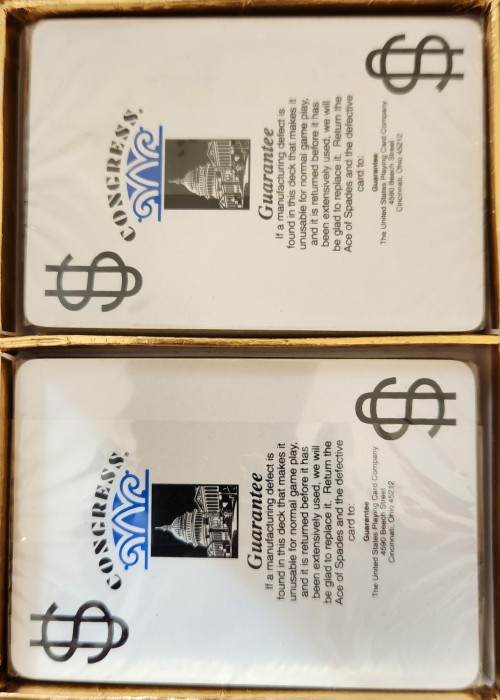 CONGRESS®
Guarantee
If a manufacturing defect is
found in this deck that makes it
unusable for normal game play,
and it is returned before it has
been extensively used, we will
be glad to replace it. Return the
Ace of Spades and the defective
card to:
Guarantee
The United States Playing Card Company
4590 Beech Street
Cincinnati, Ohio 45212
CONGRESS®
Guarantee
If a manufacturing defect is
found in this deck that makes it
unusable for normal game play,
and it is returned before it has
been extensively used, we will
be glad to replace it. Return the
Ace of Spades and the defective
card to:
Guarantee
The United States Playing Card Company
4590 Beech Street
Cincinnati, Ohio 45212